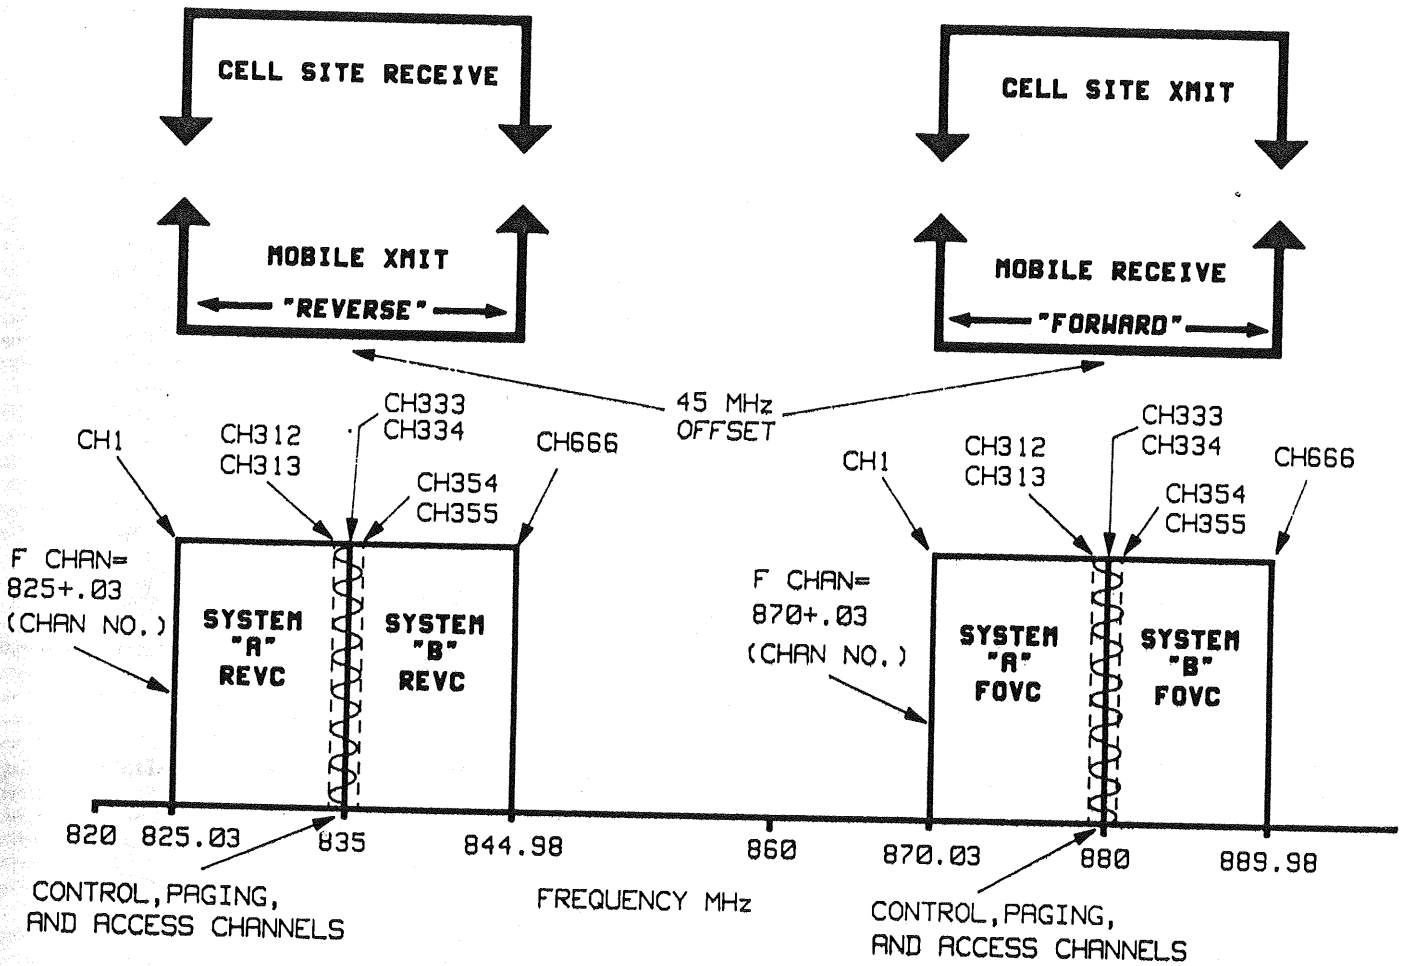 CELL SITE RECEIVE
CELL SITE XMIT
MOBILE XMIT
"REVERSE"
MOBILE RECEIVE
"FORWARD"
45 MHz
OFFSET
CH1
CH312
CH313
CH333
CH334
CH354
CH355
CH666
CH1
CH312
CH313
CH333
CH334
CH354
CH355
CH666
F CHAN=
825+.03
(CHAN NO.)
SYSTEM
"A"
REVC
SYSTEM
"B"
REVC
F CHAN=
870+.03
(CHAN NO.)
SYSTEM
"A"
FOVC
SYSTEM
"B"
FOVC
820 825.03 835 844.98 860 870.03 880 889.98
CONTROL,PAGING,
AND ACCESS CHANNELS
FREQUENCY MHz
CONTROL,PAGING,
AND ACCESS CHANNELS